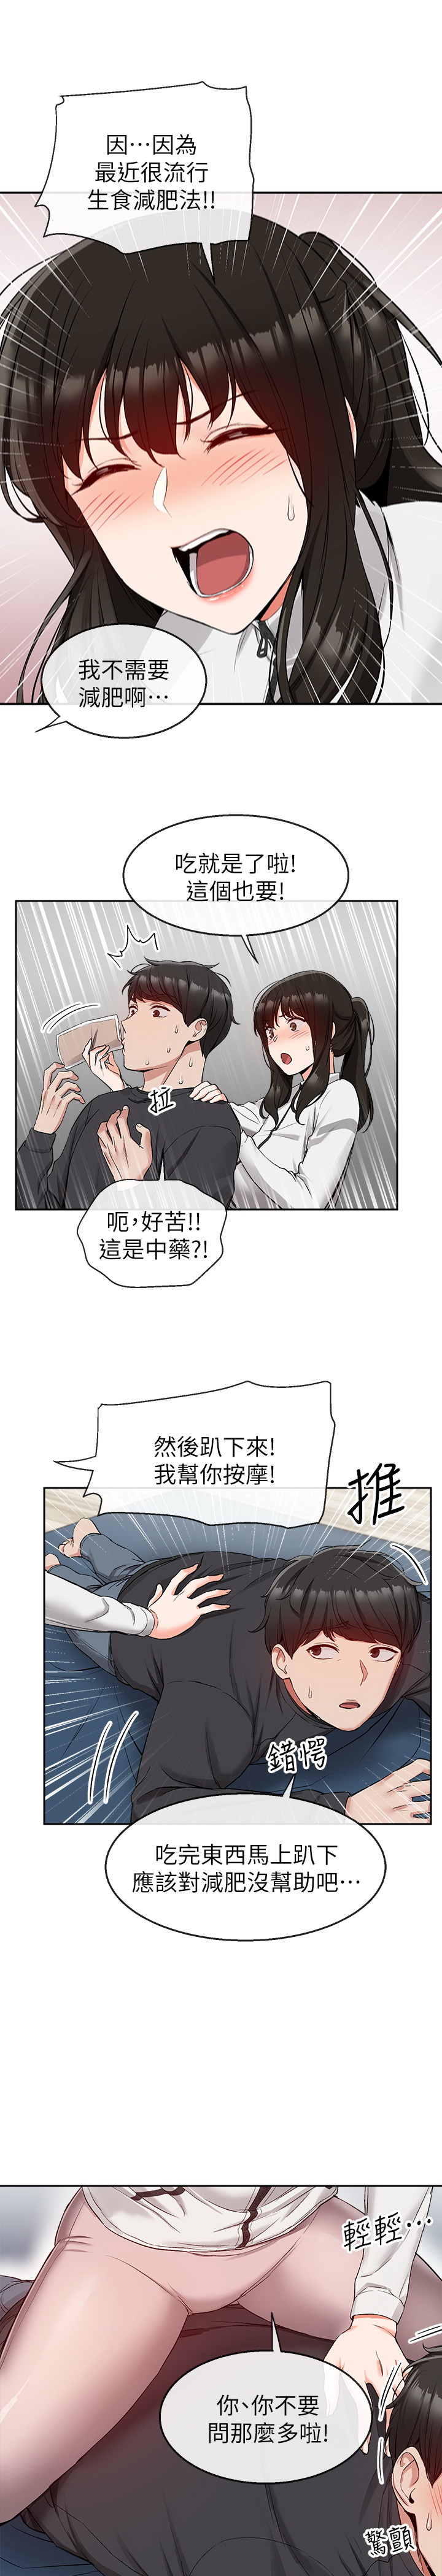 因⋯因為
最近很流行
生食減肥法!!
我不需要
減肥啊⋯
吃就是了啦!
這個也要!
拉
呃，好苦!!
這是中藥?!
然後趴下來!
我幫你按摩!
推
錯愕
吃完東西馬上趴下
應該對減肥沒幫助吧⋯
輕輕⋯
你、你不要
問那麼多啦!
驚顫